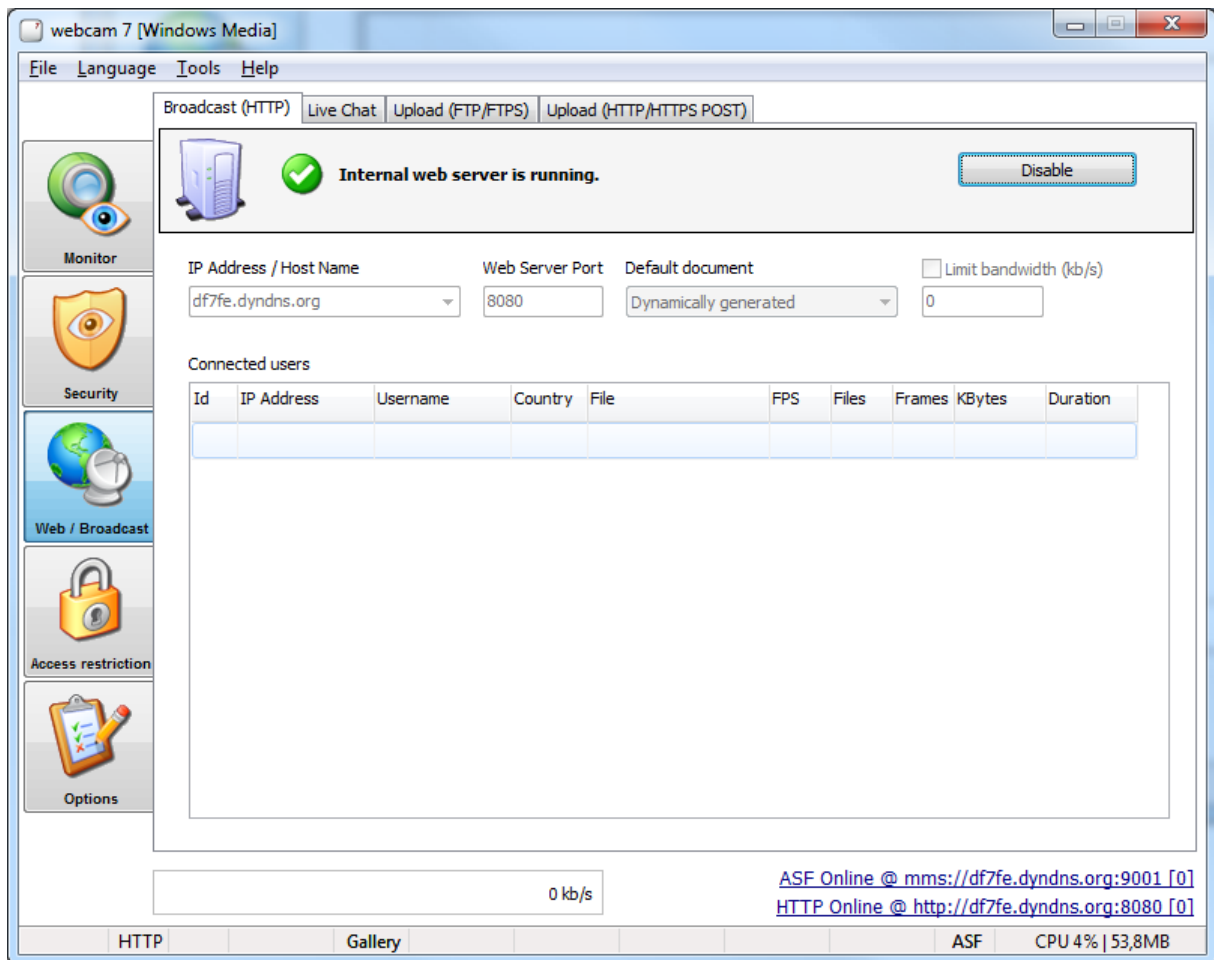 webcam 7 [Windows Media]
File Language Tools Help
Broadcast (HTTP) Live Chat Upload (FTP/FTPS) Upload (HTTP/HTTPS POST)
Internal web server is running.
Disable
Monitor
IP Address / Host Name Web Server Port Default document Limit bandwidth (kb/s)
df7fe.dyndns.org 8080 Dynamically generated 0
Connected users
Security
Id IP Address Username Country File FPS Files Frames KBytes Duration
Web / Broadcast
Access restriction
Options
0 kb/s
ASF Online @ mms://df7fe.dyndns.org:9001 [0]
HTTP Online @ http://df7fe.dyndns.org:8080 [0]
HTTP Gallery ASF CPU 4% | 53,8MB